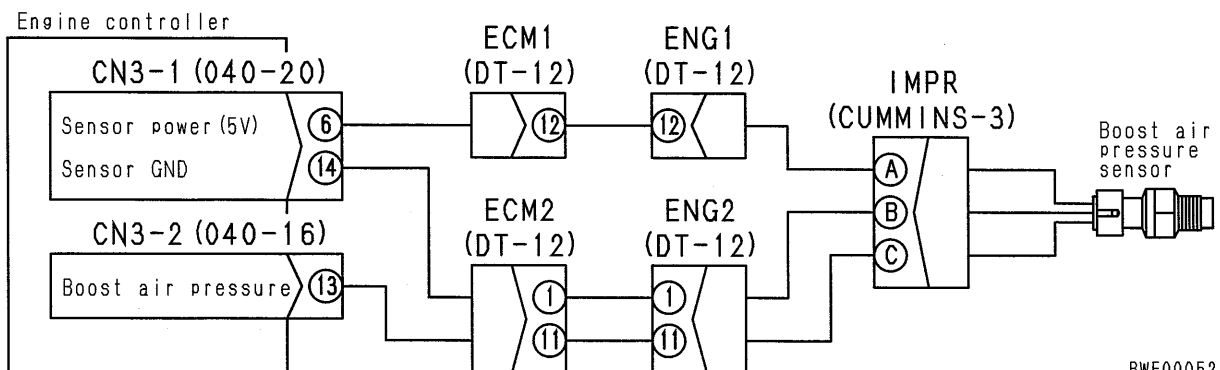 Engine controller
CN3-1 (040-20)
Sensor power (5V)
6
Sensor GND
14
CN3-2 (040-16)
Boost air pressure
13
ECM1
(DT-12)
12
ENG1
(DT-12)
12
ECM2
(DT-12)
1
11
ENG2
(DT-12)
1
11
IMPR
(CUMMINS-3)
A
B
C
Boost air
pressure
sensor
BWE00052